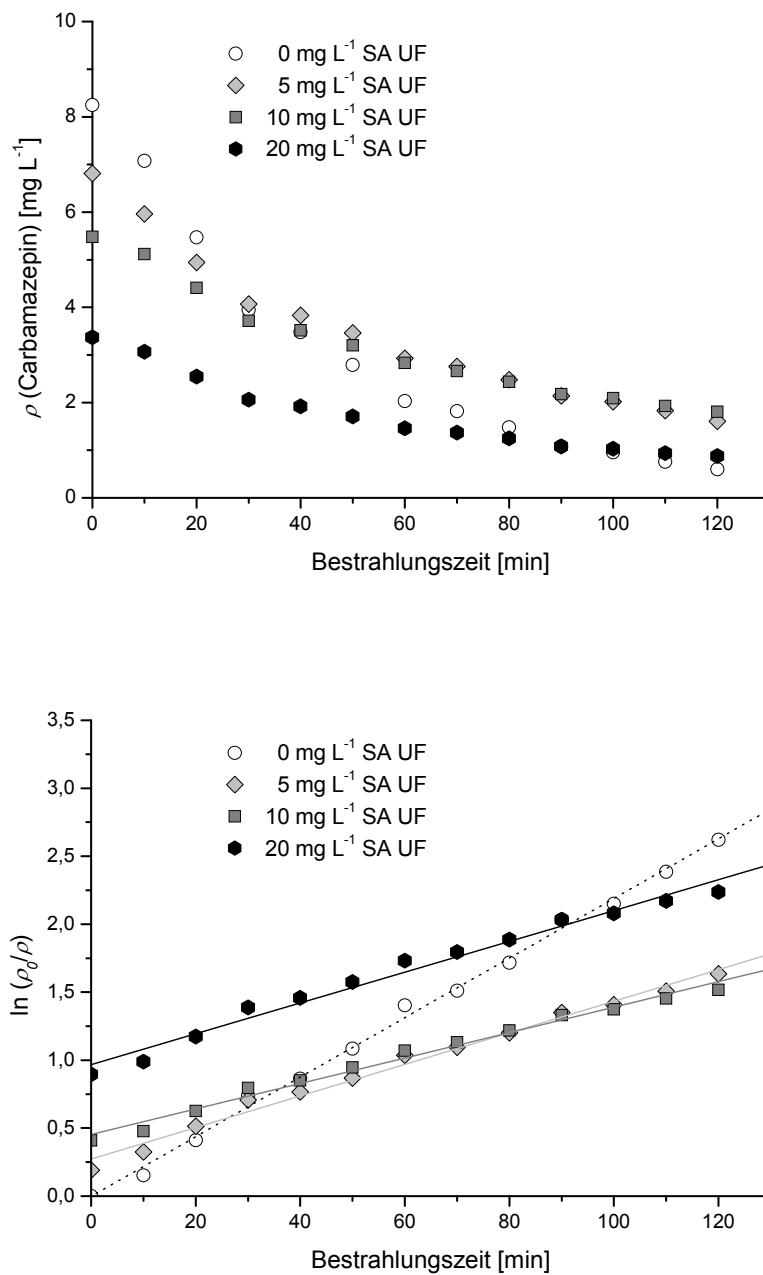 10
8
6
4
2
0
ρ (Carbamazepin) [mg L⁻¹]
0 mg L⁻¹ SA UF
5 mg L⁻¹ SA UF
10 mg L⁻¹ SA UF
20 mg L⁻¹ SA UF
0 20 40 60 80 100 120
Bestrahlungszeit [min]
3,5
3,0
2,5
2,0
1,5
1,0
0,5
0,0
ln (ρ₀/ρ)
0 mg L⁻¹ SA UF
5 mg L⁻¹ SA UF
10 mg L⁻¹ SA UF
20 mg L⁻¹ SA UF
0 20 40 60 80 100 120
Bestrahlungszeit [min]